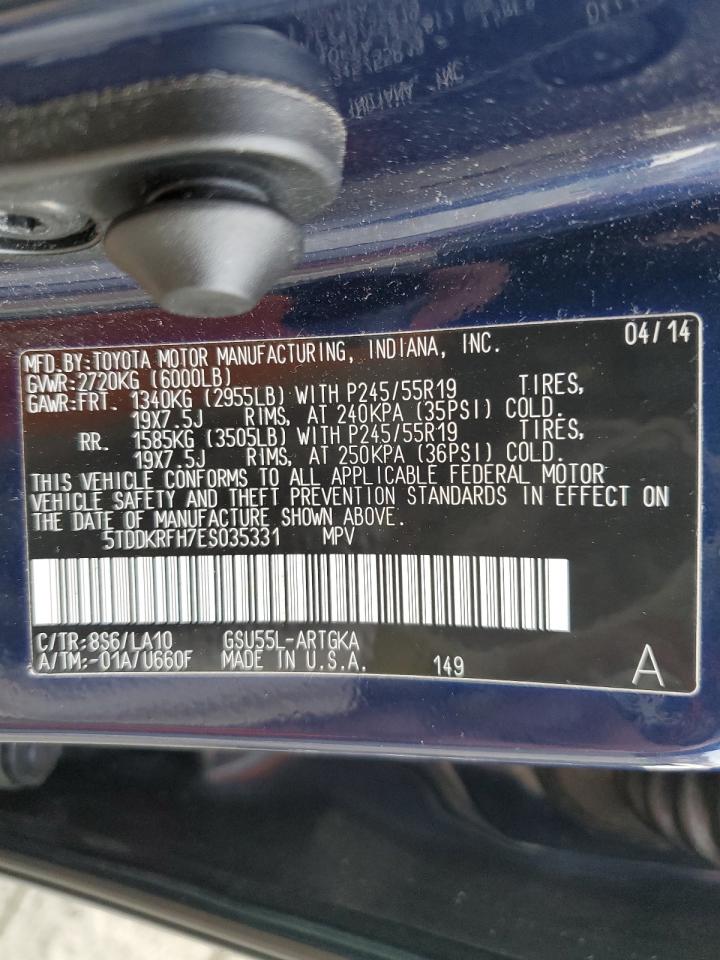 MFD.BY:TOYOTA MOTOR MANUFACTURING, INDIANA, INC. 04/14
GVWR:2720KG (6000LB)
GAWR:FRT. 1340KG (2955LB) WITH P245/55R19 TIRES,
19X7.5J RIMS, AT 240KPA (35PSI) COLD.
RR. 1585KG (3505LB) WITH P245/55R19 TIRES,
19X7.5J RIMS, AT 250KPA (36PSI) COLD.
THIS VEHICLE CONFORMS TO ALL APPLICABLE FEDERAL MOTOR
VEHICLE SAFETY AND THEFT PREVENTION STANDARDS IN EFFECT ON
THE DATE OF MANUFACTURE SHOWN ABOVE.
5TDDKRFH7ES035331 MPV
C/TR:8S6/LA10 GSU55L-ARTGKA
A/TM:-01A/U660F MADE IN U.S.A. 149 A